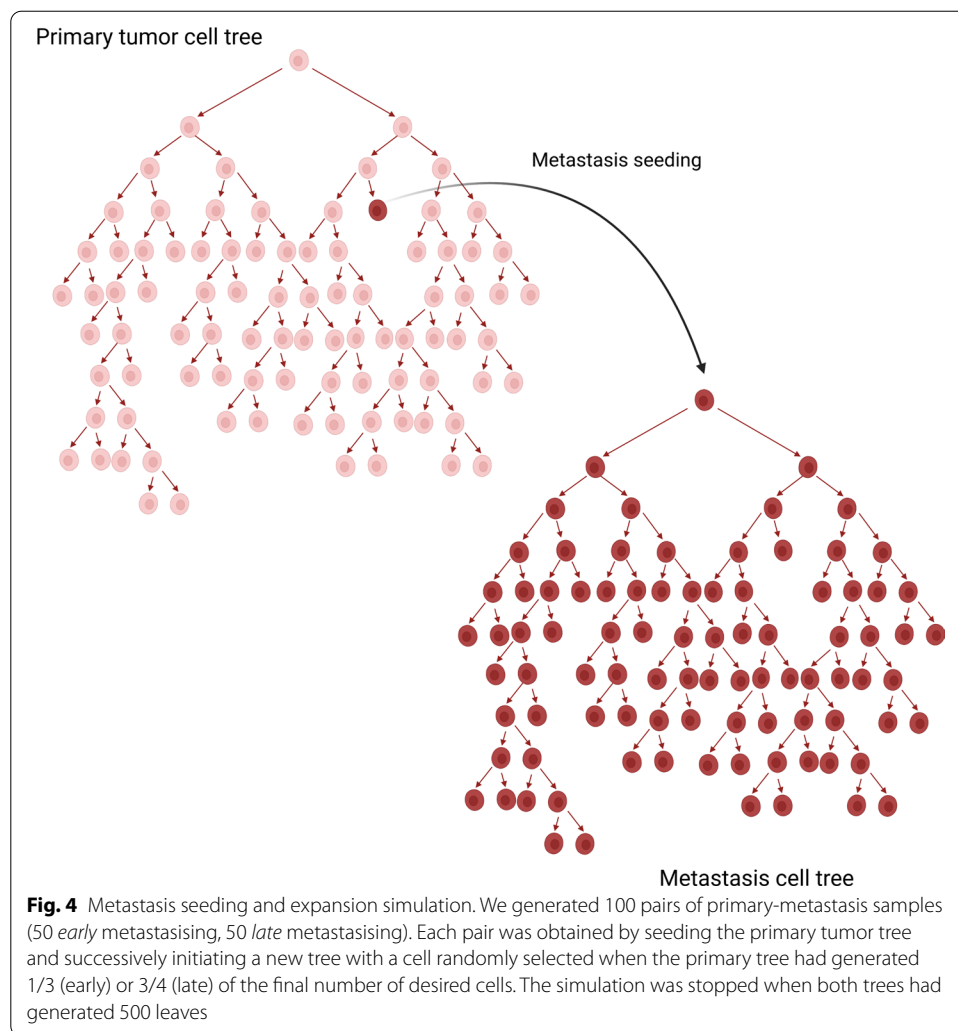 Primary tumor cell tree
Metastasis seeding
Metastasis cell tree
Fig. 4 Metastasis seeding and expansion simulation. We generated 100 pairs of primary-metastasis samples
(50 early metastasising, 50 late metastasising). Each pair was obtained by seeding the primary tumor tree
and successively initiating a new tree with a cell randomly selected when the primary tree had generated
1/3 (early) or 3/4 (late) of the final number of desired cells. The simulation was stopped when both trees had
generated 500 leaves